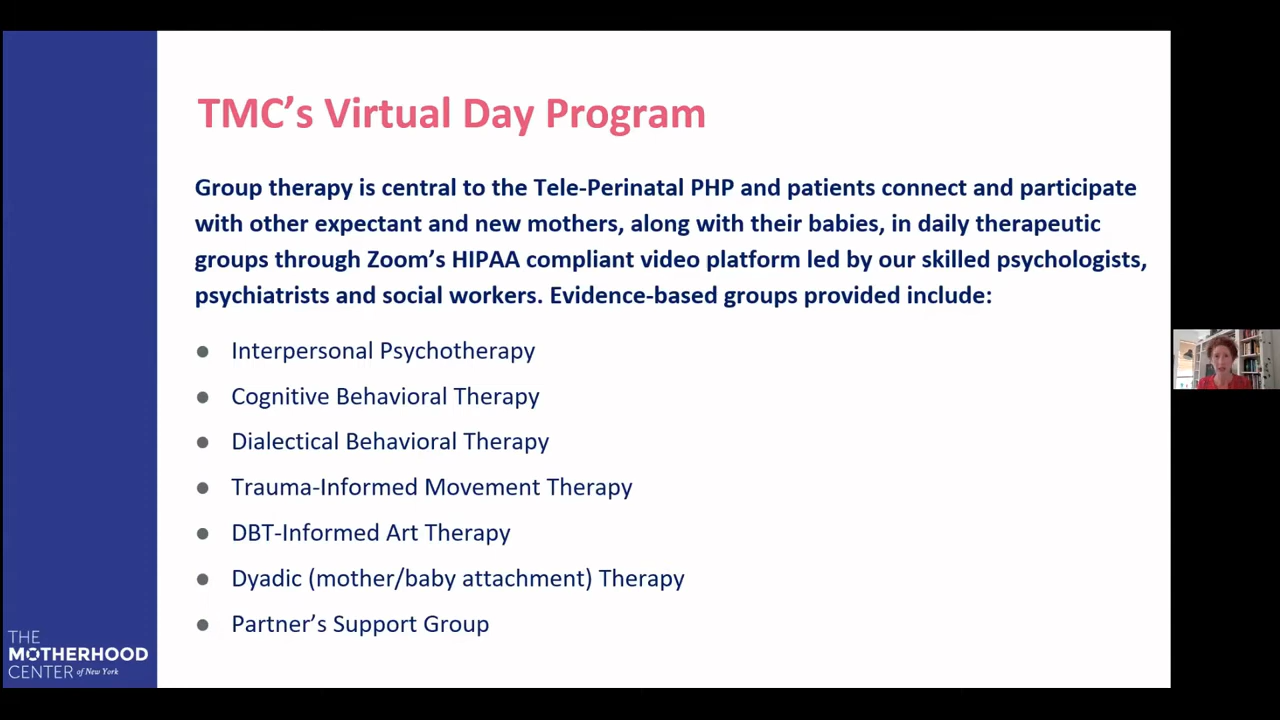 TMC's Virtual Day Program
Group therapy is central to the Tele-Perinatal PHP and patients connect and participate
with other expectant and new mothers, along with their babies, in daily therapeutic
groups through Zoom's HIPAA compliant video platform led by our skilled psychologists,
psychiatrists and social workers. Evidence-based groups provided include:
● Interpersonal Psychotherapy
● Cognitive Behavioral Therapy
● Dialectical Behavioral Therapy
● Trauma-Informed Movement Therapy
● DBT-Informed Art Therapy
● Dyadic (mother/baby attachment) Therapy
● Partner's Support Group
THE
MOTHERHOOD
CENTER of New York